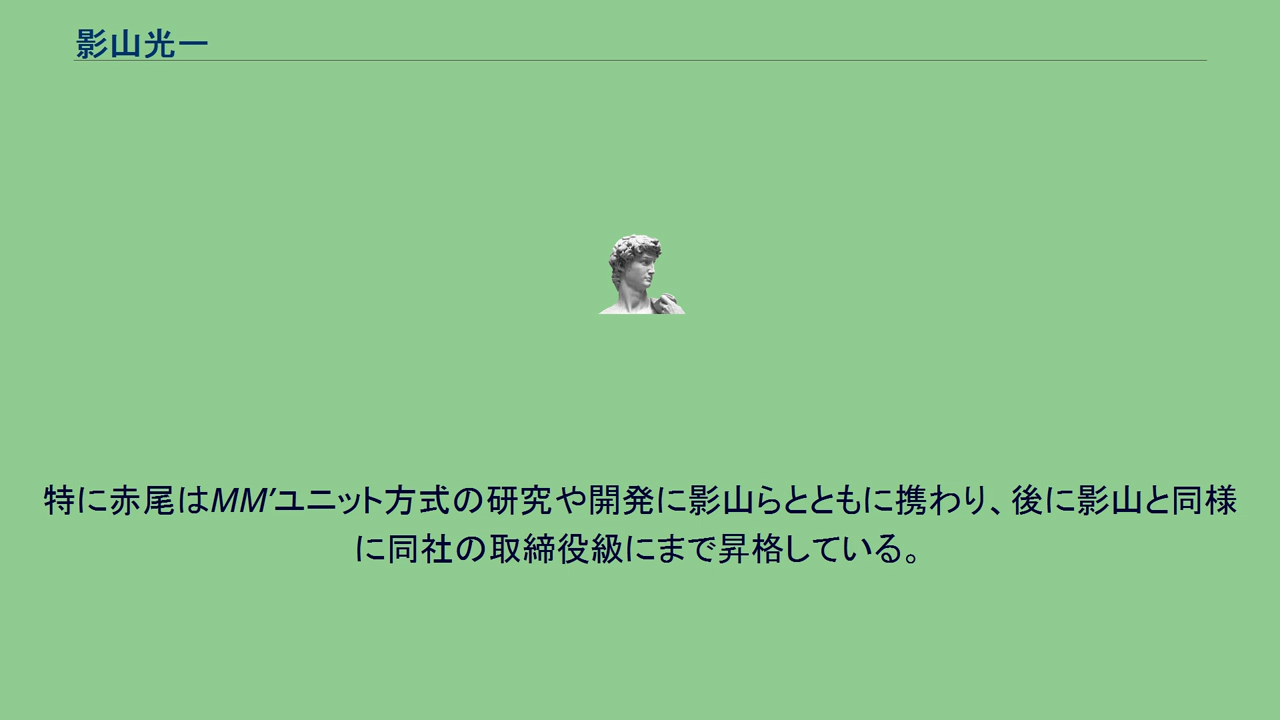 影山光一
特に赤尾はMM′ユニット方式の研究や開発に影山らとともに携わり、後に影山と同様
に同社の取締役級にまで昇格している。